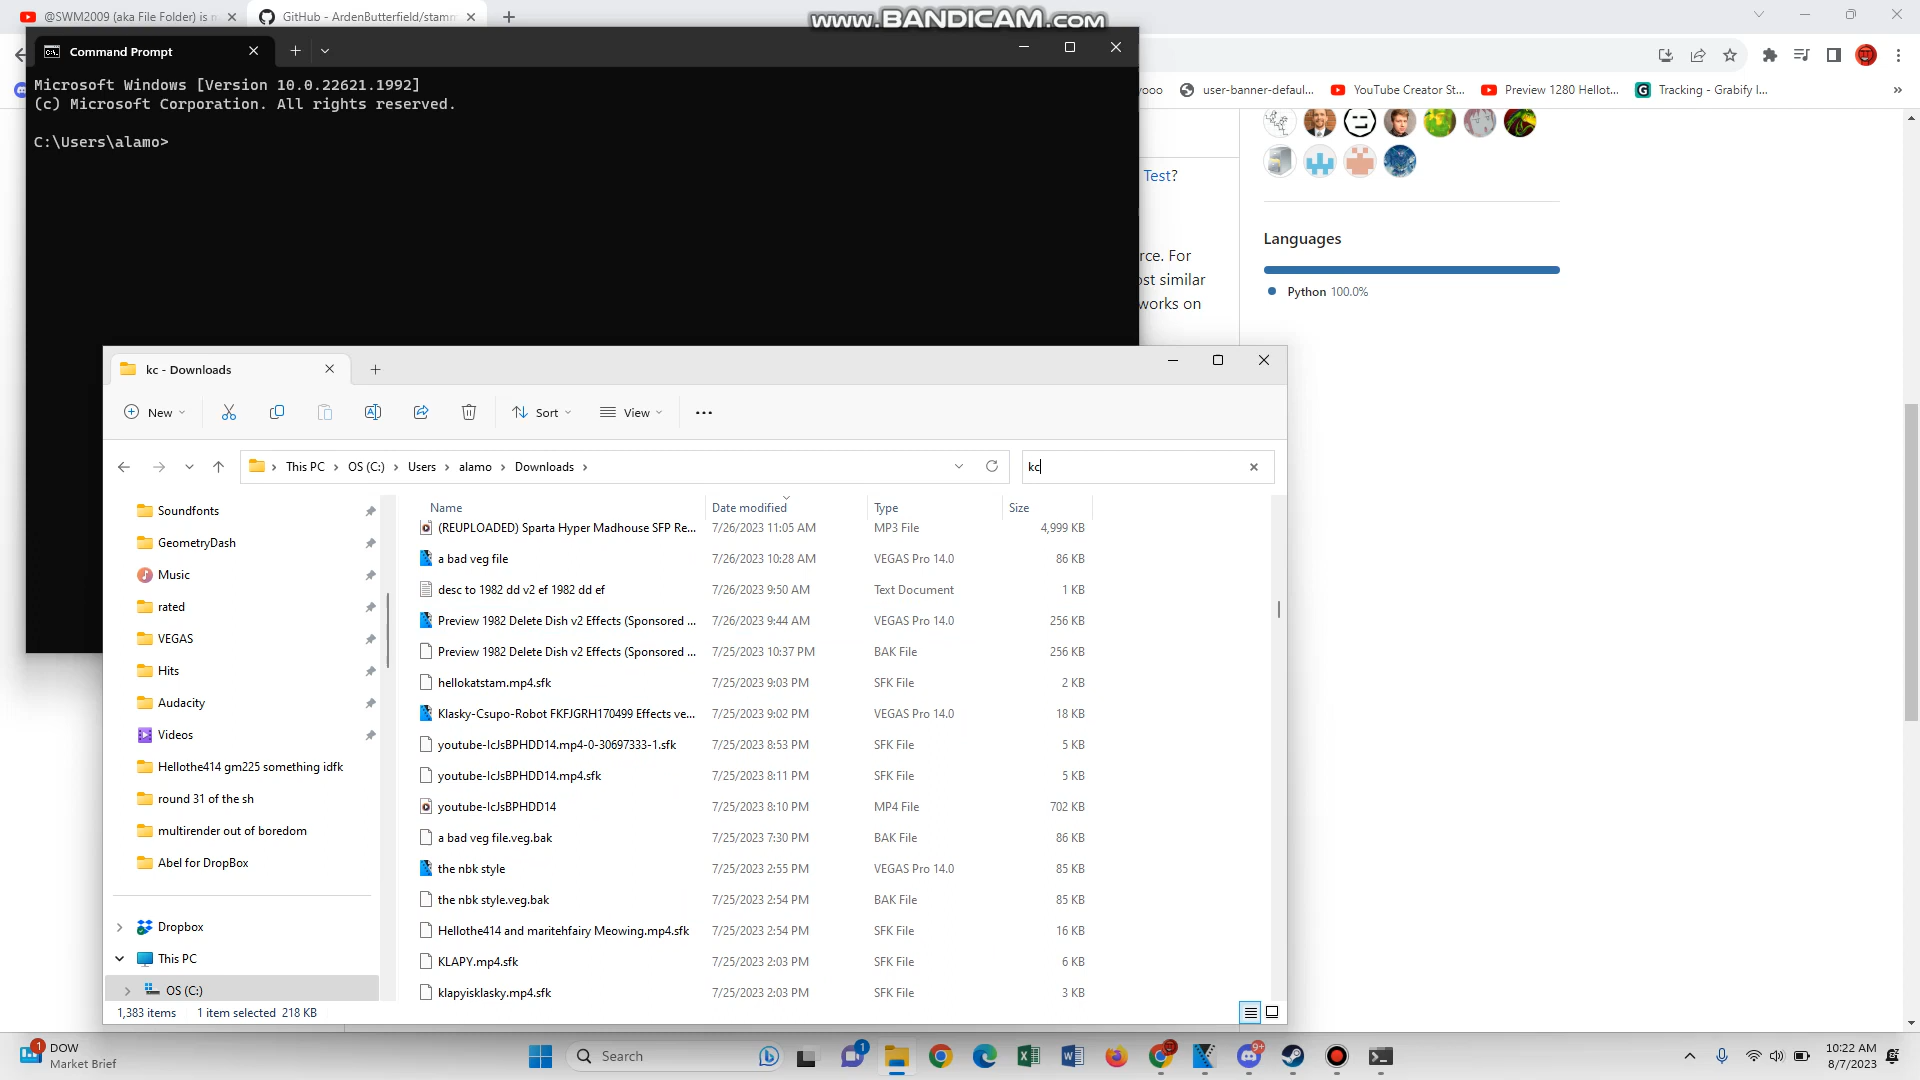 @SWM2009 (aka File Folder) is n
GitHub - ArdenButterfield/stamm
www.BANDICAM.com
Command Prompt
Microsoft Windows [Version 10.0.22621.1992]
(c) Microsoft Corporation. All rights reserved.
C:\Users\alamo>
yooo
user-banner-defaul...
YouTube Creator St...
Preview 1280 Hellot...
Tracking - Grabify I...
»
Test?
rce. For
ost similar
works on
Languages
Python 100.0%
kc - Downloads
New
Sort
View
This PC > OS (C:) > Users > alamo > Downloads >
kc
Name
Date modified
Type
Size
Soundfonts
GeometryDash
Music
rated
VEGAS
Hits
Audacity
Videos
Hellothe414 gm225 something idfk
round 31 of the sh
multirender out of boredom
Abel for DropBox
Dropbox
This PC
OS (C:)
(REUPLOADED) Sparta Hyper Madhouse SFP Re... 7/26/2023 11:05 AM MP3 File 4,999 KB
a bad veg file 7/26/2023 10:28 AM VEGAS Pro 14.0 86 KB
desc to 1982 dd v2 ef 1982 dd ef 7/26/2023 9:50 AM Text Document 1 KB
Preview 1982 Delete Dish v2 Effects (Sponsored ... 7/26/2023 9:44 AM VEGAS Pro 14.0 256 KB
Preview 1982 Delete Dish v2 Effects (Sponsored ... 7/25/2023 10:37 PM BAK File 256 KB
hellokatstam.mp4.sfk 7/25/2023 9:03 PM SFK File 2 KB
Klasky-Csupo-Robot FKFJGRH170499 Effects ve... 7/25/2023 9:02 PM VEGAS Pro 14.0 18 KB
youtube-IcJsBPHDD14.mp4-0-30697333-1.sfk 7/25/2023 8:53 PM SFK File 5 KB
youtube-IcJsBPHDD14.mp4.sfk 7/25/2023 8:11 PM SFK File 5 KB
youtube-IcJsBPHDD14 7/25/2023 8:10 PM MP4 File 702 KB
a bad veg file.veg.bak 7/25/2023 7:30 PM BAK File 86 KB
the nbk style 7/25/2023 2:55 PM VEGAS Pro 14.0 85 KB
the nbk style.veg.bak 7/25/2023 2:54 PM BAK File 85 KB
Hellothe414 and maritehfairy Meowing.mp4.sfk 7/25/2023 2:54 PM SFK File 16 KB
KLAPY.mp4.sfk 7/25/2023 2:03 PM SFK File 6 KB
klapyisklasky.mp4.sfk 7/25/2023 2:03 PM SFK File 3 KB
1,383 items
1 item selected 218 KB
1
DOW
Market Brief
Search
1
9+
10:22 AM
8/7/2023